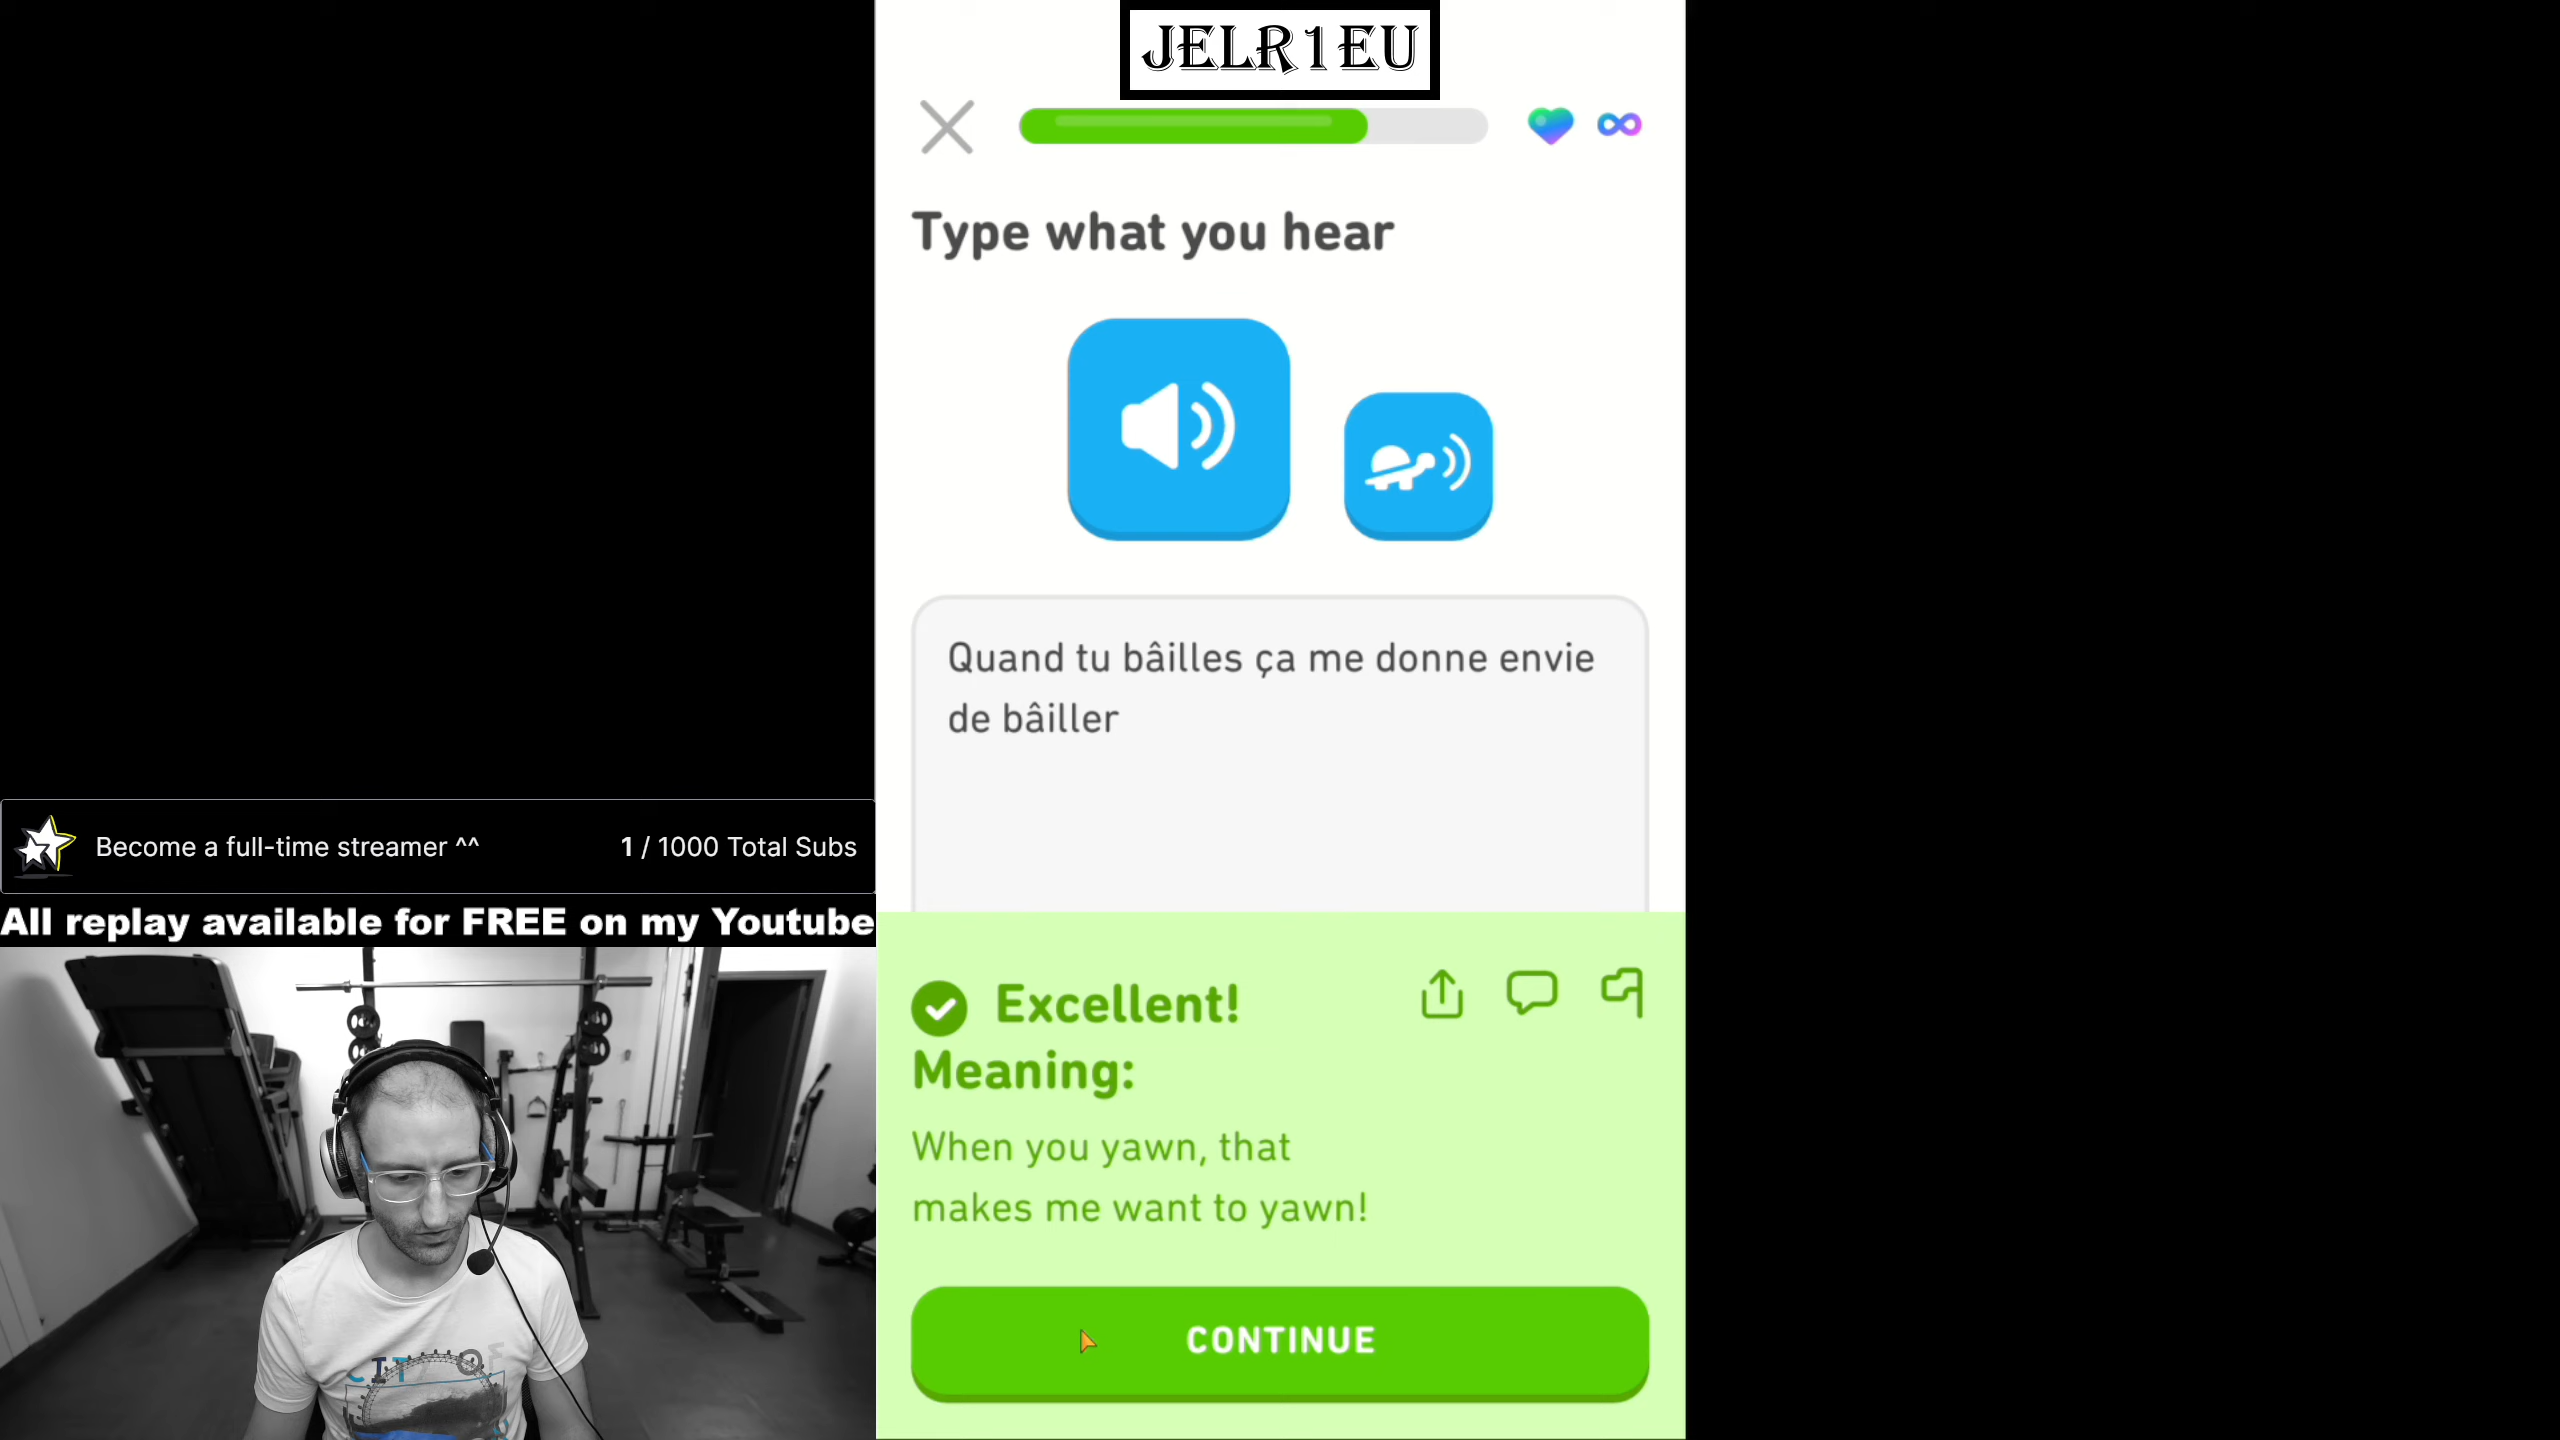 JELR1EU
Type what you hear
Quand tu bâilles ça me donne envie
de bâiller
Become a full-time streamer ^^ 1 / 1000 Total Subs
All replay available for FREE on my Youtube
Excellent!
Meaning:
When you yawn, that
makes me want to yawn!
CONTINUE